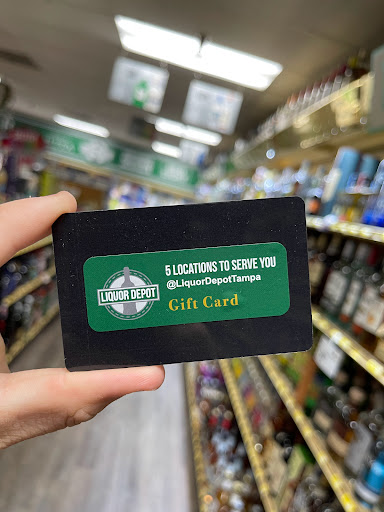 5 LOCATIONS TO SERVE YOU
@LiquorDepotTampa
LIQUOR DEPOT
Gift Card